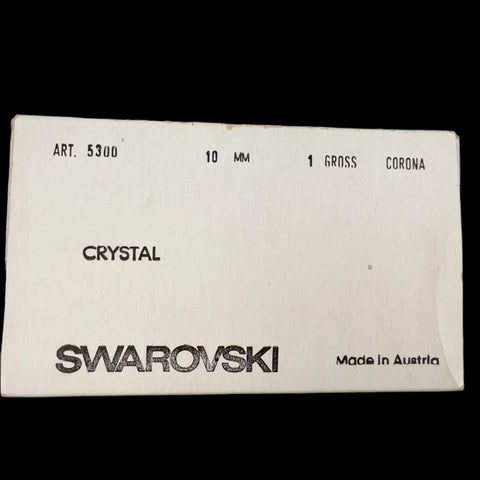 ART. 5300 10 MM 1 GROSS CORONA
CRYSTAL
SWAROVSKI Made in Austria